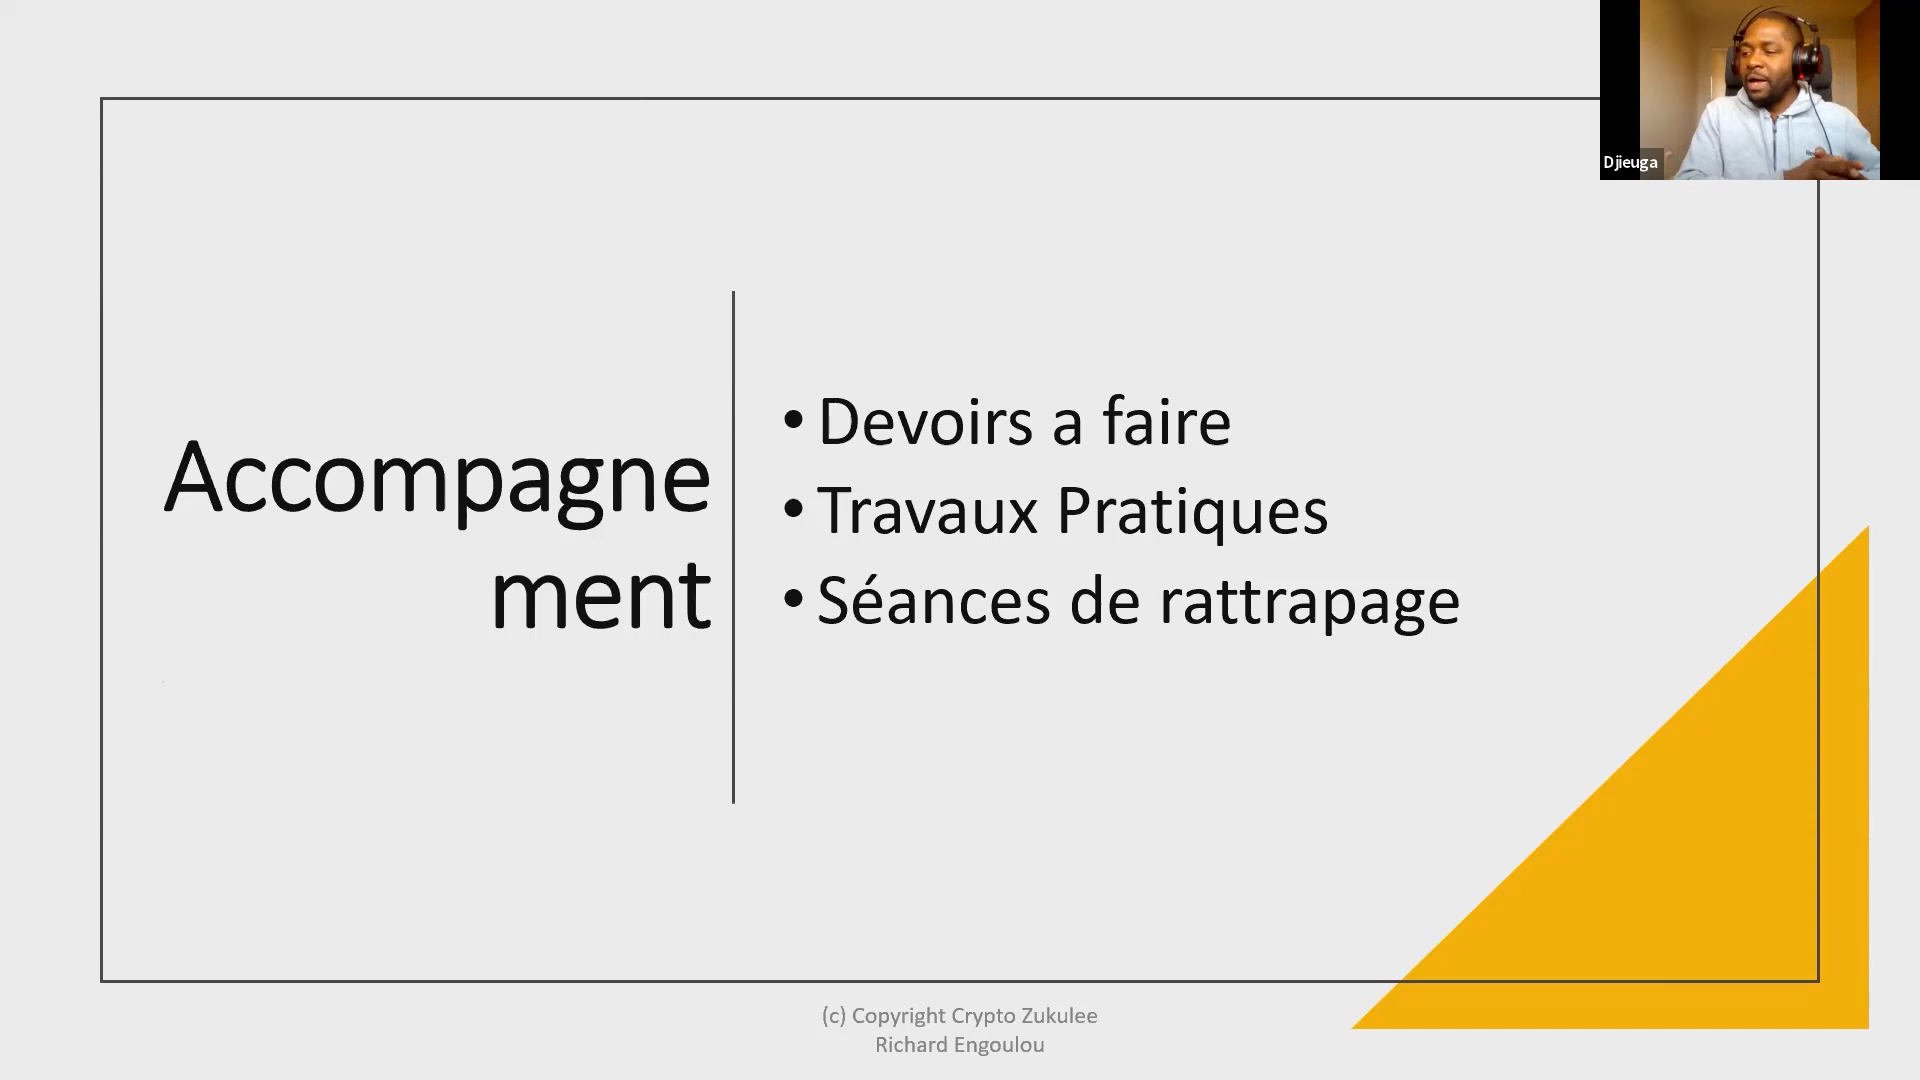 Djieuga
Accompagne
ment
• Devoirs a faire
• Travaux Pratiques
• Séances de rattrapage
(c) Copyright Crypto Zukulee
Richard Engoulou